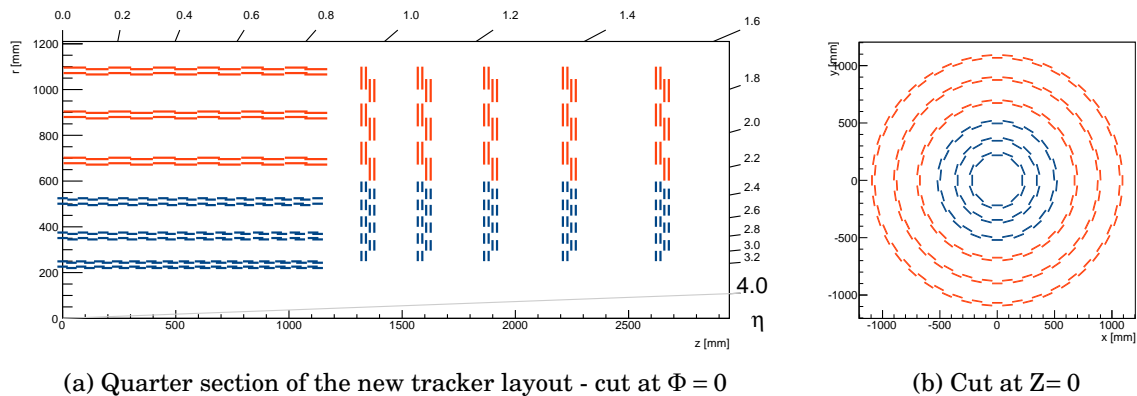 0.0 0.2 0.4 0.6 0.8 1.0 1.2 1.4 1.6
r [mm]
1200
1000
800
600
400
200
0
1.8
2.0
2.2
2.4
2.6
2.8
3.0
3.2
4.0
η
0 500 1000 1500 2000 2500
z [mm]
(a) Quarter section of the new tracker layout - cut at Φ = 0
y [mm]
1000
500
0
-500
-1000
-1000 -500 0 500 1000
x [mm]
(b) Cut at Z= 0